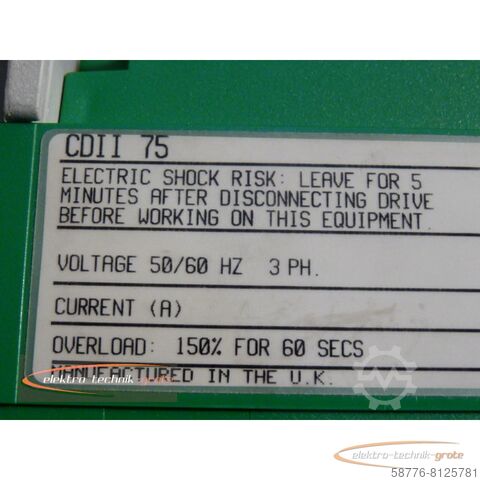 CDII 75
ELECTRIC SHOCK RISK: LEAVE FOR 5
MINUTES AFTER DISCONNECTING DRIVE
BEFORE WORKING ON THIS EQUIPMENT.
VOLTAGE 50/60 HZ 3 PH.
CURRENT (A)
OVERLOAD: 150% FOR 60 SECS
MANUFACTURED IN THE U.K.
elektro-technik-grote
elektro-technik-grote
58776-8125781